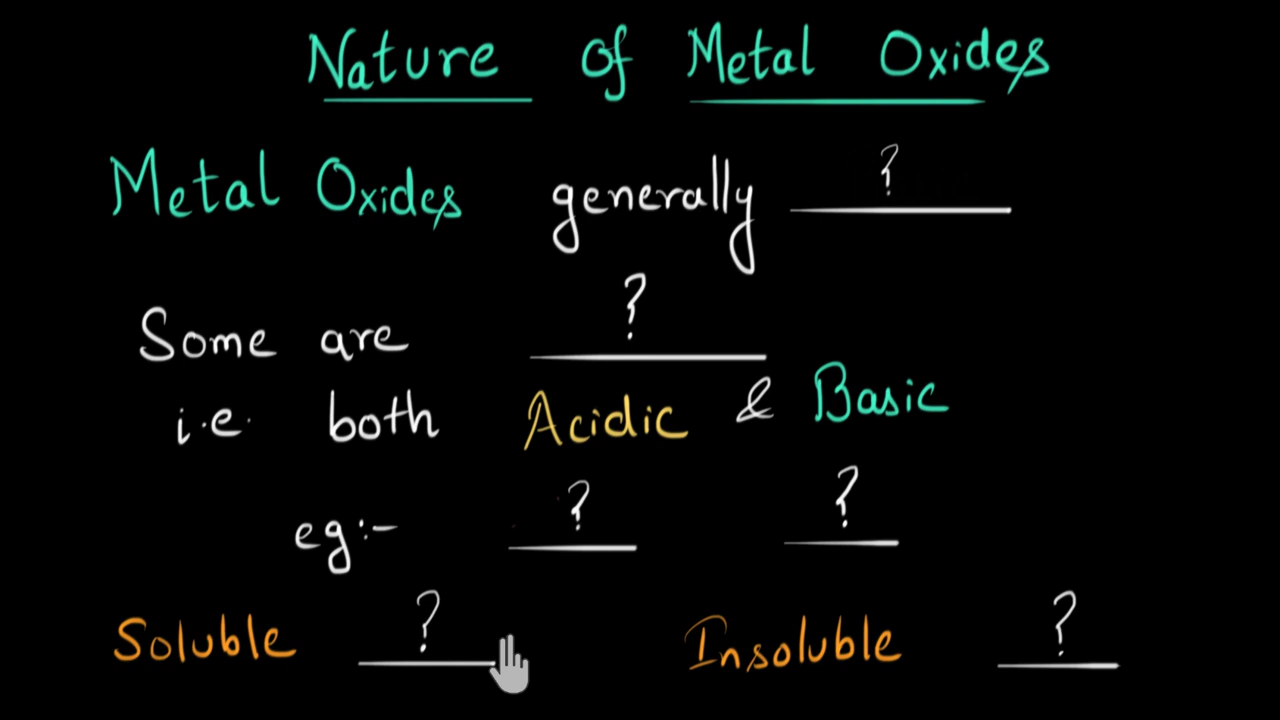 Nature of Metal Oxides
Metal Oxides generally ?
Some are ?
i.e. both Acidic & Basic
eg:- ? ?
Soluble ? Insoluble ?